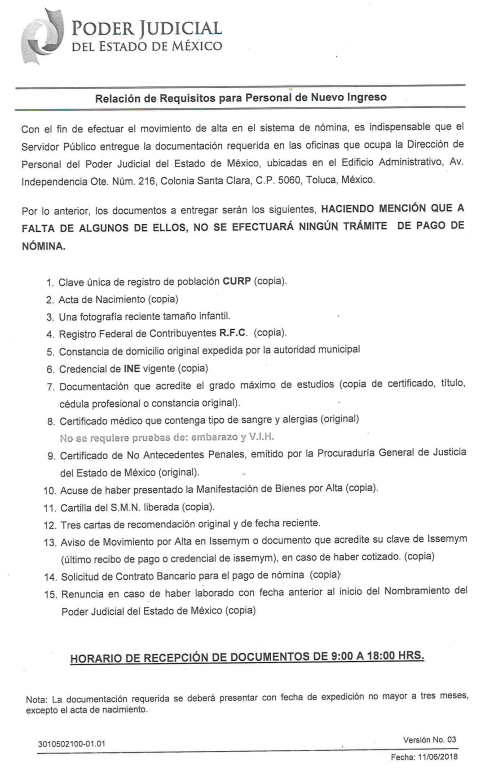 PODER JUDICIAL
DEL ESTADO DE MÉXICO
Relación de Requisitos para Personal de Nuevo Ingreso
Con el fin de efectuar el movimiento de alta en el sistema de nómina, es indispensable que el
Servidor Público entregue la documentación requerida en las oficinas que ocupa la Dirección de
Personal del Poder Judicial del Estado de México, ubicadas en el Edificio Administrativo, Av.
Independencia Ote. Núm. 216, Colonia Santa Clara, C.P. 5060, Toluca, México.
Por lo anterior, los documentos a entregar serán los siguientes, HACIENDO MENCIÓN QUE A
FALTA DE ALGUNOS DE ELLOS, NO SE EFECTUARÁ NINGÚN TRÁMITE DE PAGO DE
NÓMINA.
1. Clave única de registro de población CURP (copia).
2. Acta de Nacimiento (copia)
3. Una fotografía reciente tamaño infantil.
4. Registro Federal de Contribuyentes R.F.C. (copia).
5. Constancia de domicilio original expedida por la autoridad municipal
6. Credencial de INE vigente (copia)
7. Documentación que acredite el grado máximo de estudios (copia de certificado, título,
cédula profesional o constancia original).
8. Certificado médico que contenga tipo de sangre y alergias (original)
No se requiere pruebas de: embarazo y V.I.H.
9. Certificado de No Antecedentes Penales, emitido por la Procuraduría General de Justicia
del Estado de México (original).
10. Acuse de haber presentado la Manifestación de Bienes por Alta (copia).
11. Cartilla del S.M.N. liberada (copia).
12. Tres cartas de recomendación original y de fecha reciente.
13. Aviso de Movimiento por Alta en Issemym o documento que acredite su clave de Issemym
(último recibo de pago o credencial de issemym), en caso de haber cotizado. (copia)
14. Solicitud de Contrato Bancario para el pago de nómina (copia)
15. Renuncia en caso de haber laborado con fecha anterior al inicio del Nombramiento del
Poder Judicial del Estado de México (copia)
HORARIO DE RECEPCIÓN DE DOCUMENTOS DE 9:00 A 18:00 HRS.
Nota: La documentación requerida se deberá presentar con fecha de expedición no mayor a tres meses,
excepto el acta de nacimiento.
3010502100-01.01
Versión No. 03
Fecha: 11/06/2018